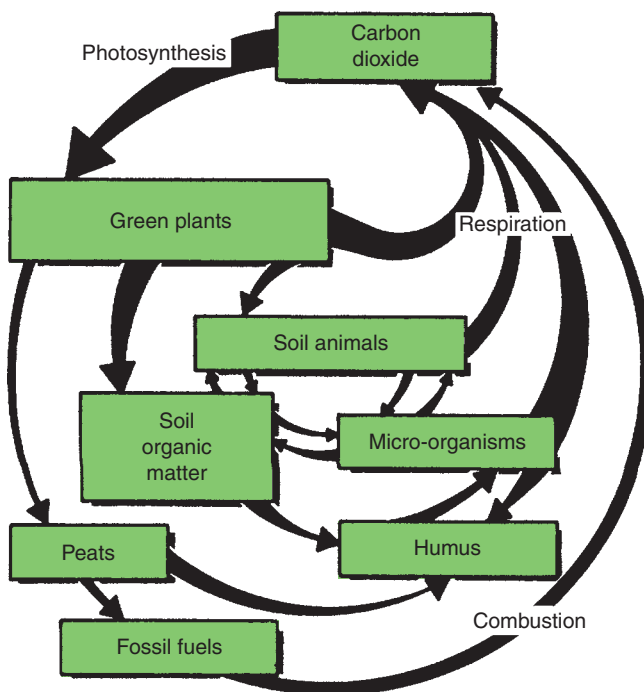 Carbon
dioxide
Photosynthesis
Green plants
Respiration
Soil animals
Soil
organic
matter
Micro-organisms
Peats
Humus
Fossil fuels
Combustion